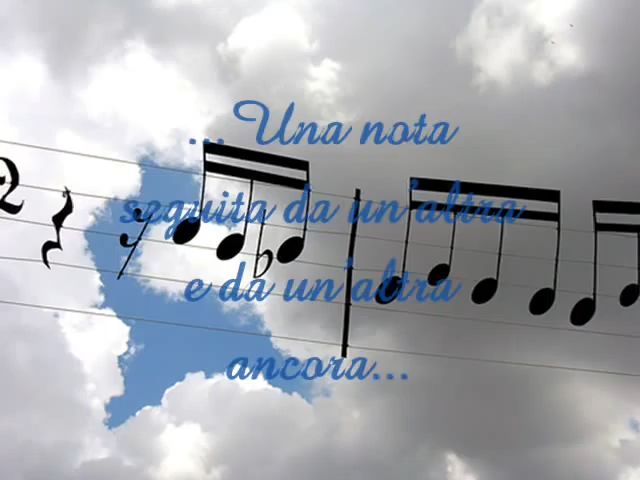 ... Una nota
seguita da un'altra
e da un'altra
ancora...